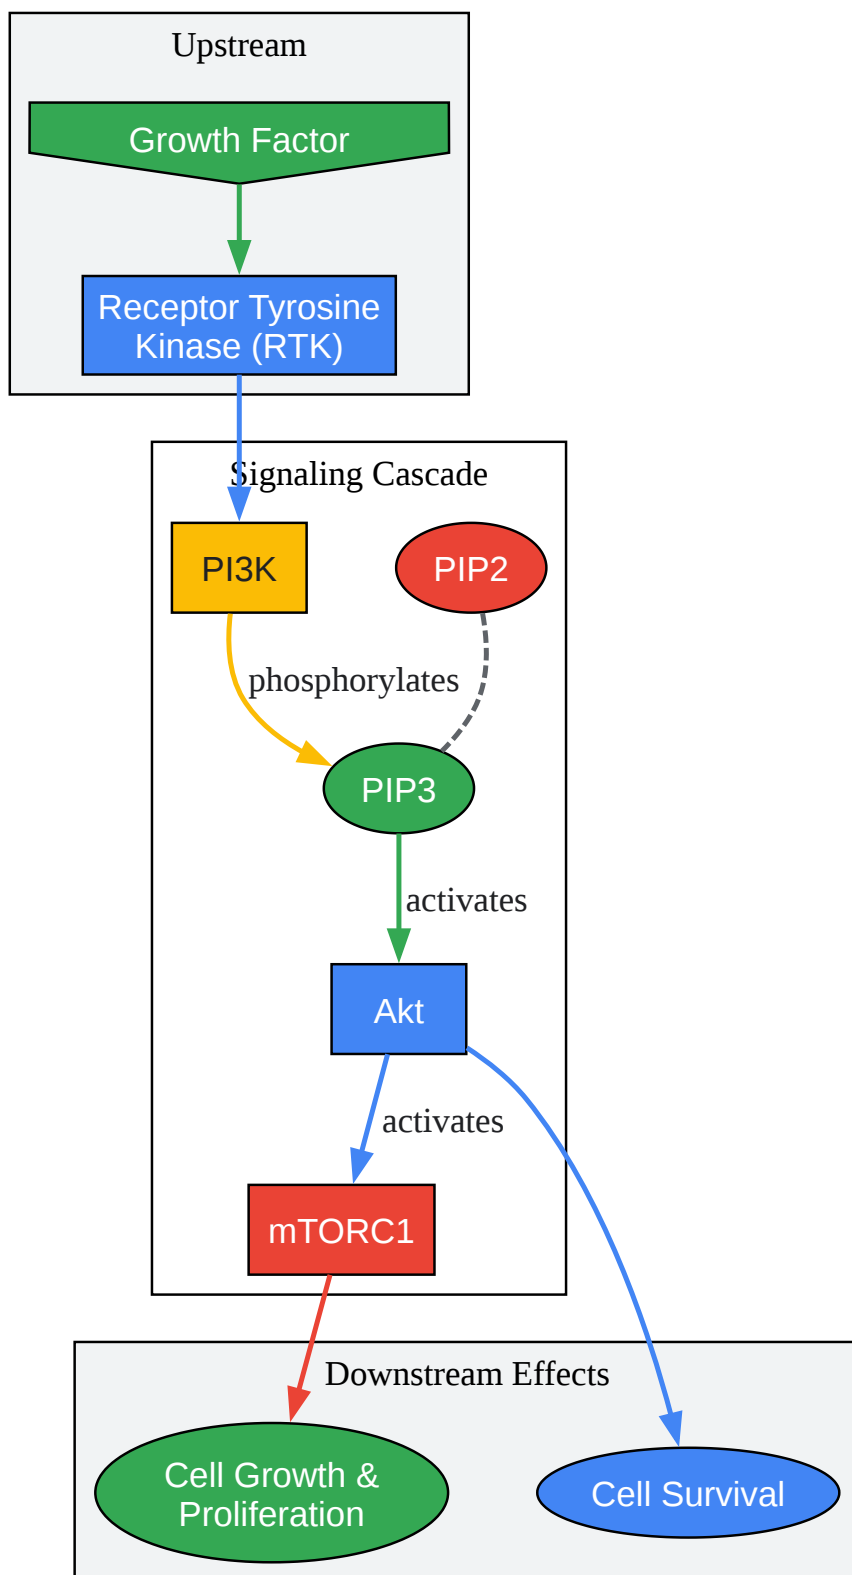 Upstream
Growth Factor
Receptor Tyrosine
Kinase (RTK)
Signaling Cascade
PI3K
PIP2
phosphorylates
PIP3
activates
Akt
activates
mTORC1
Downstream Effects
Cell Growth &
Proliferation
Cell Survival